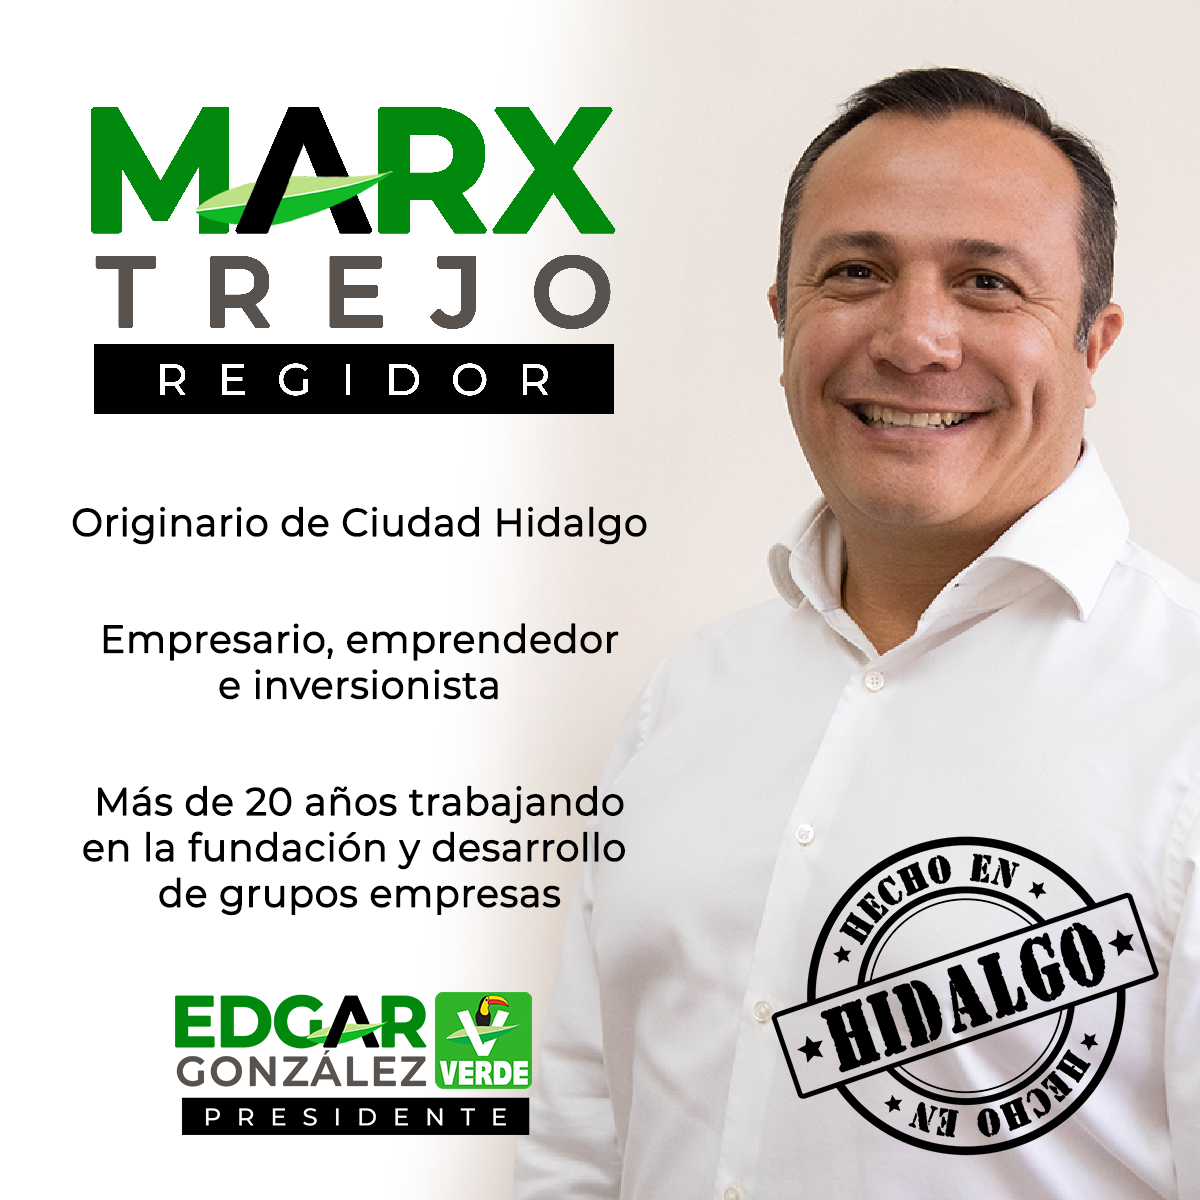 MARX
TREJO
REGIDOR
Originario de Ciudad Hidalgo
Empresario, emprendedor
e inversionista
Más de 20 años trabajando
en la fundación y desarrollo
de grupos empresas
EDGAR
GONZÁLEZ
V
VERDE
PRESIDENTE
HECHO EN
HIDALGO
HECHO EN